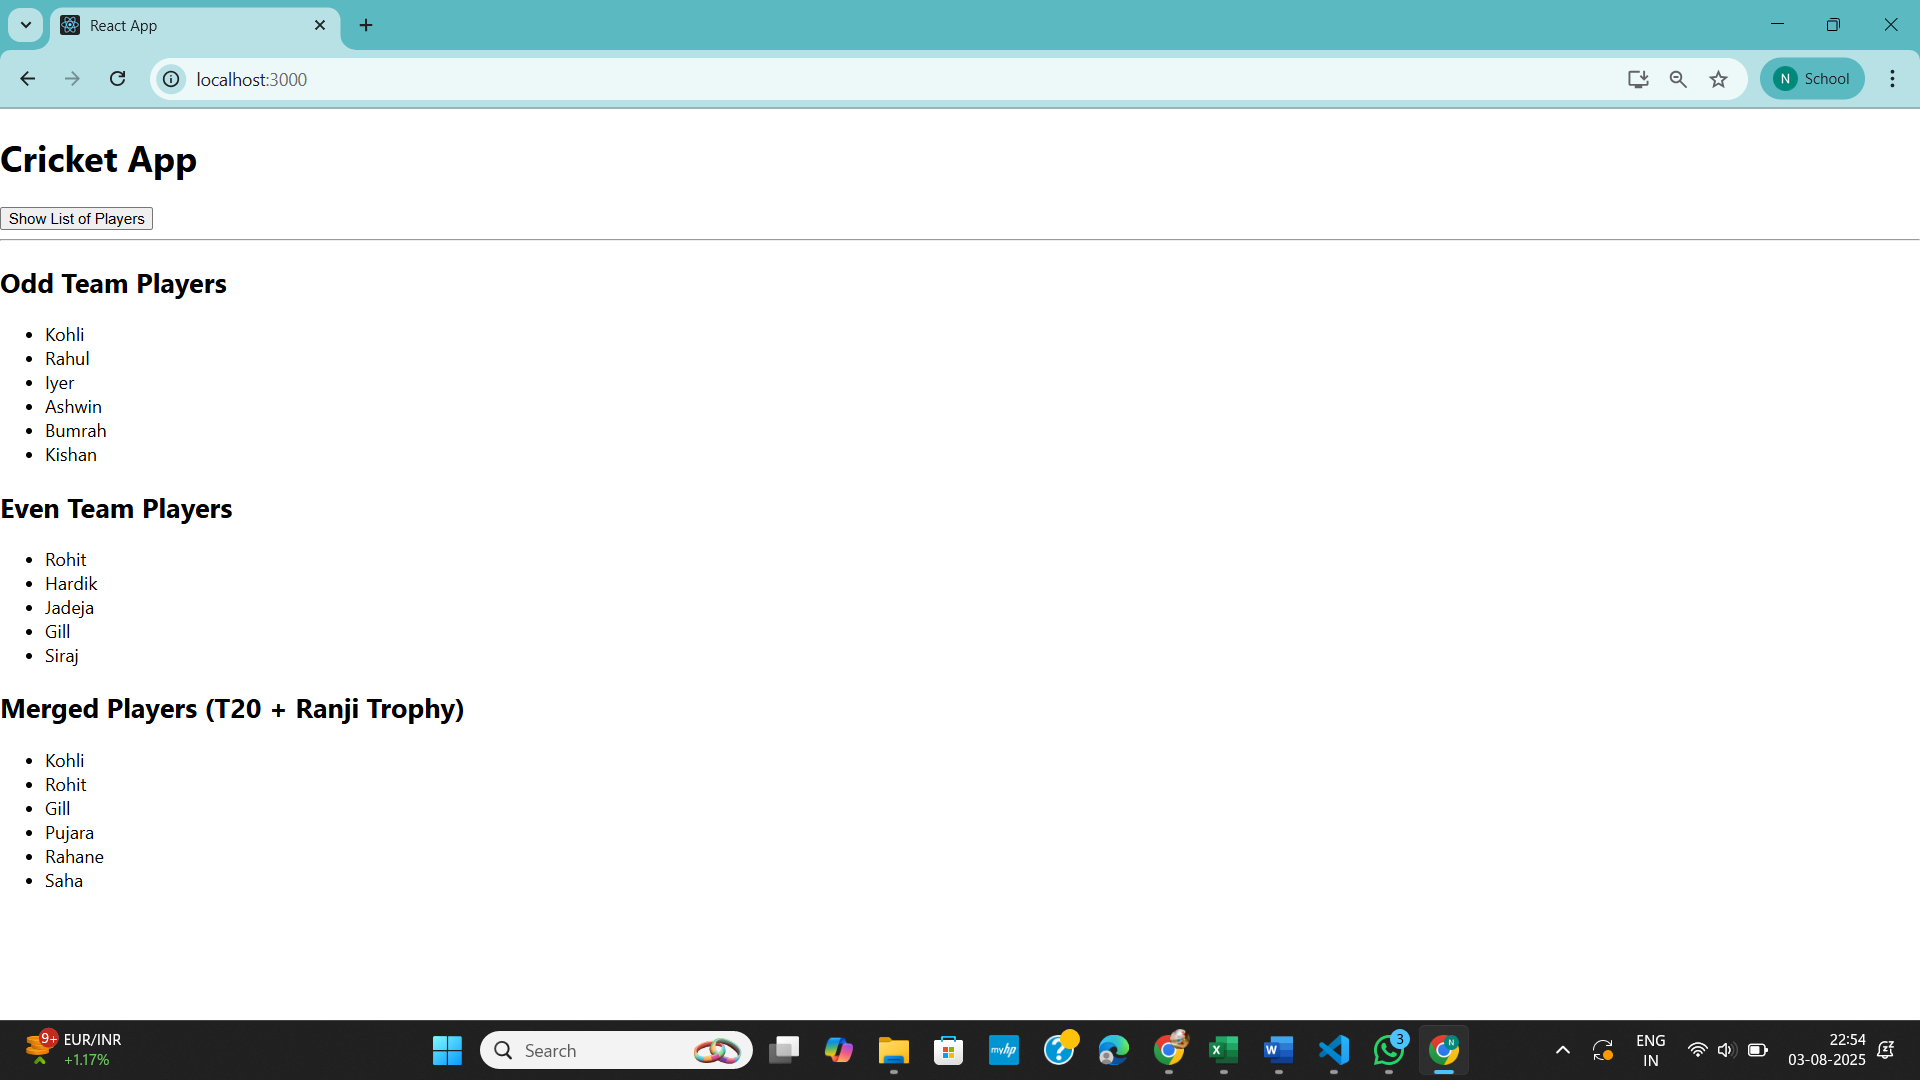 React App
localhost:3000
N School
Cricket App
Show List of Players
Odd Team Players
Kohli
Rahul
Iyer
Ashwin
Bumrah
Kishan
Even Team Players
Rohit
Hardik
Jadeja
Gill
Siraj
Merged Players (T20 + Ranji Trophy)
Kohli
Rohit
Gill
Pujara
Rahane
Saha
9+ EUR/INR
+1.17%
Search
myhp
3
N
ENG
IN
22:54
03-08-2025